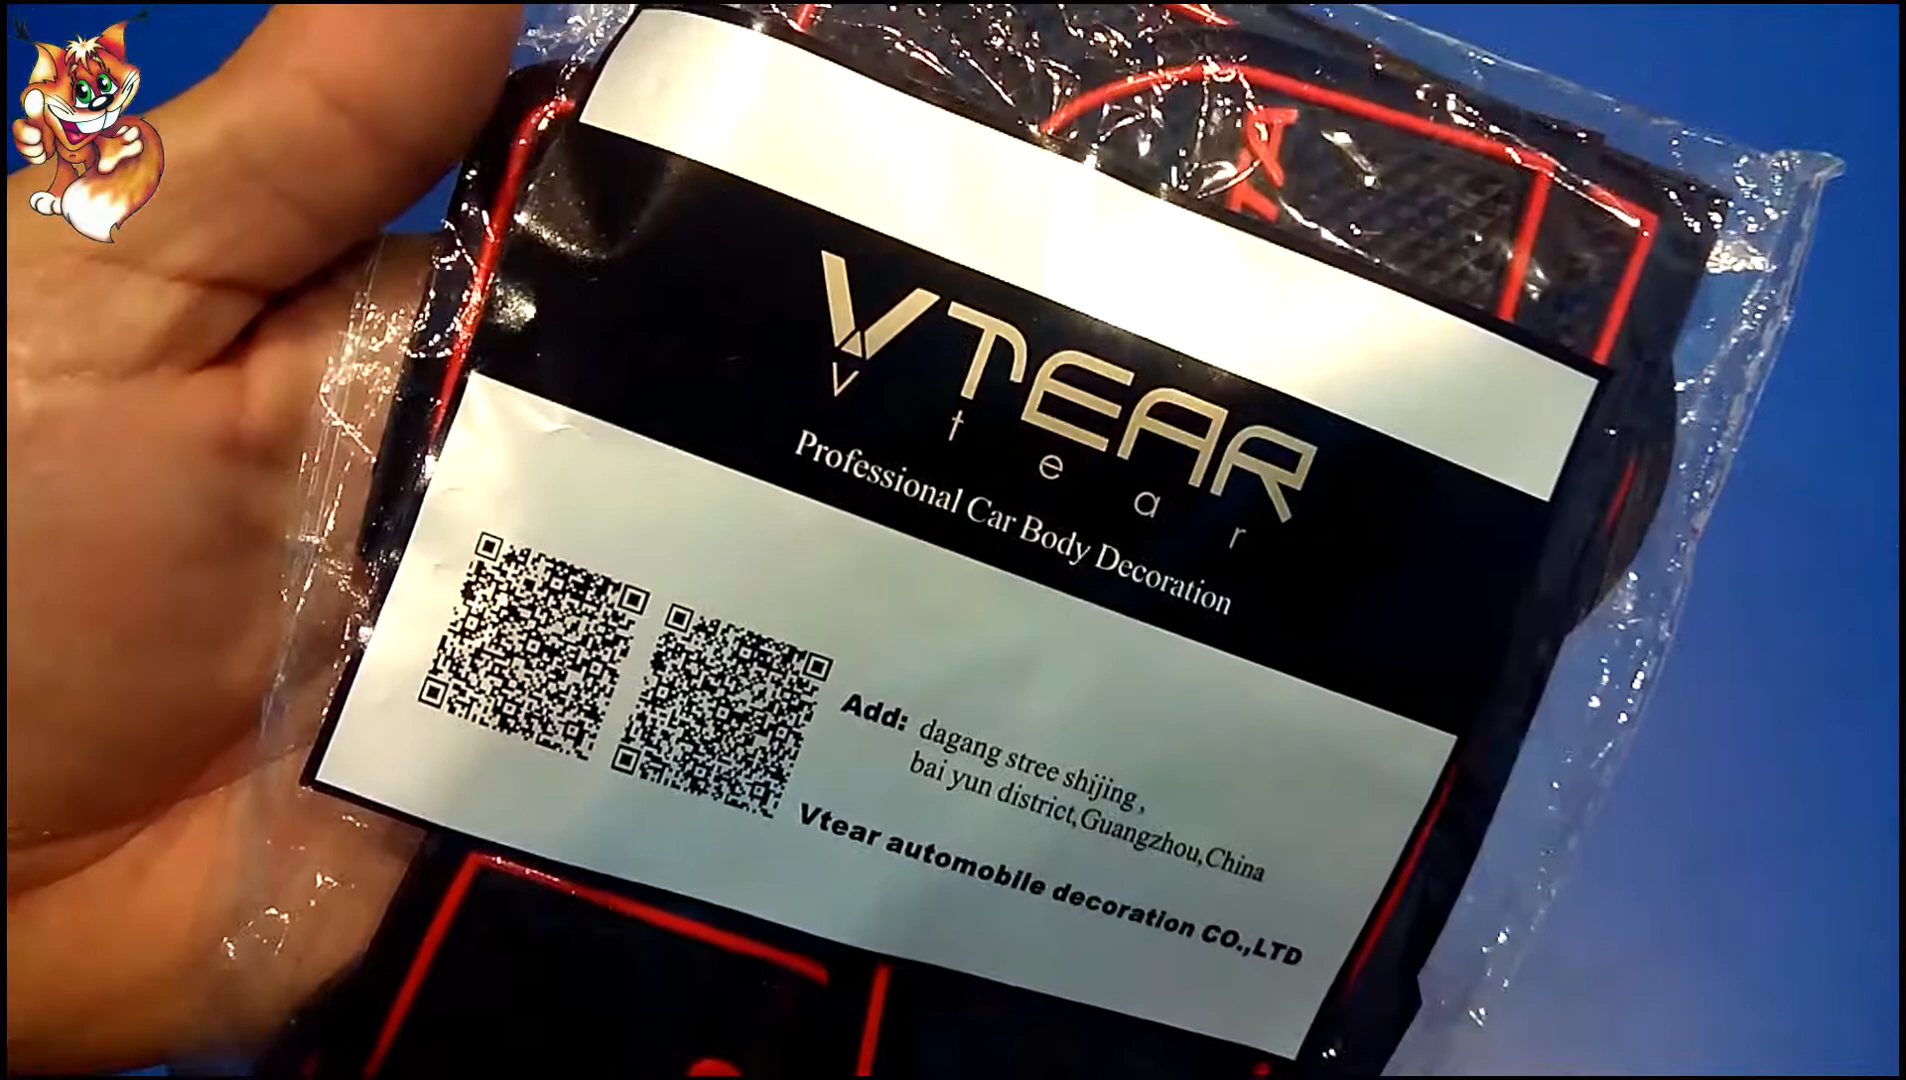 VTEAR
V t e a r
Professional Car Body Decoration
Add: dagang stree shijing,
bai yun district,Guangzhou,China
Vtear automobile decoration CO.,LTD